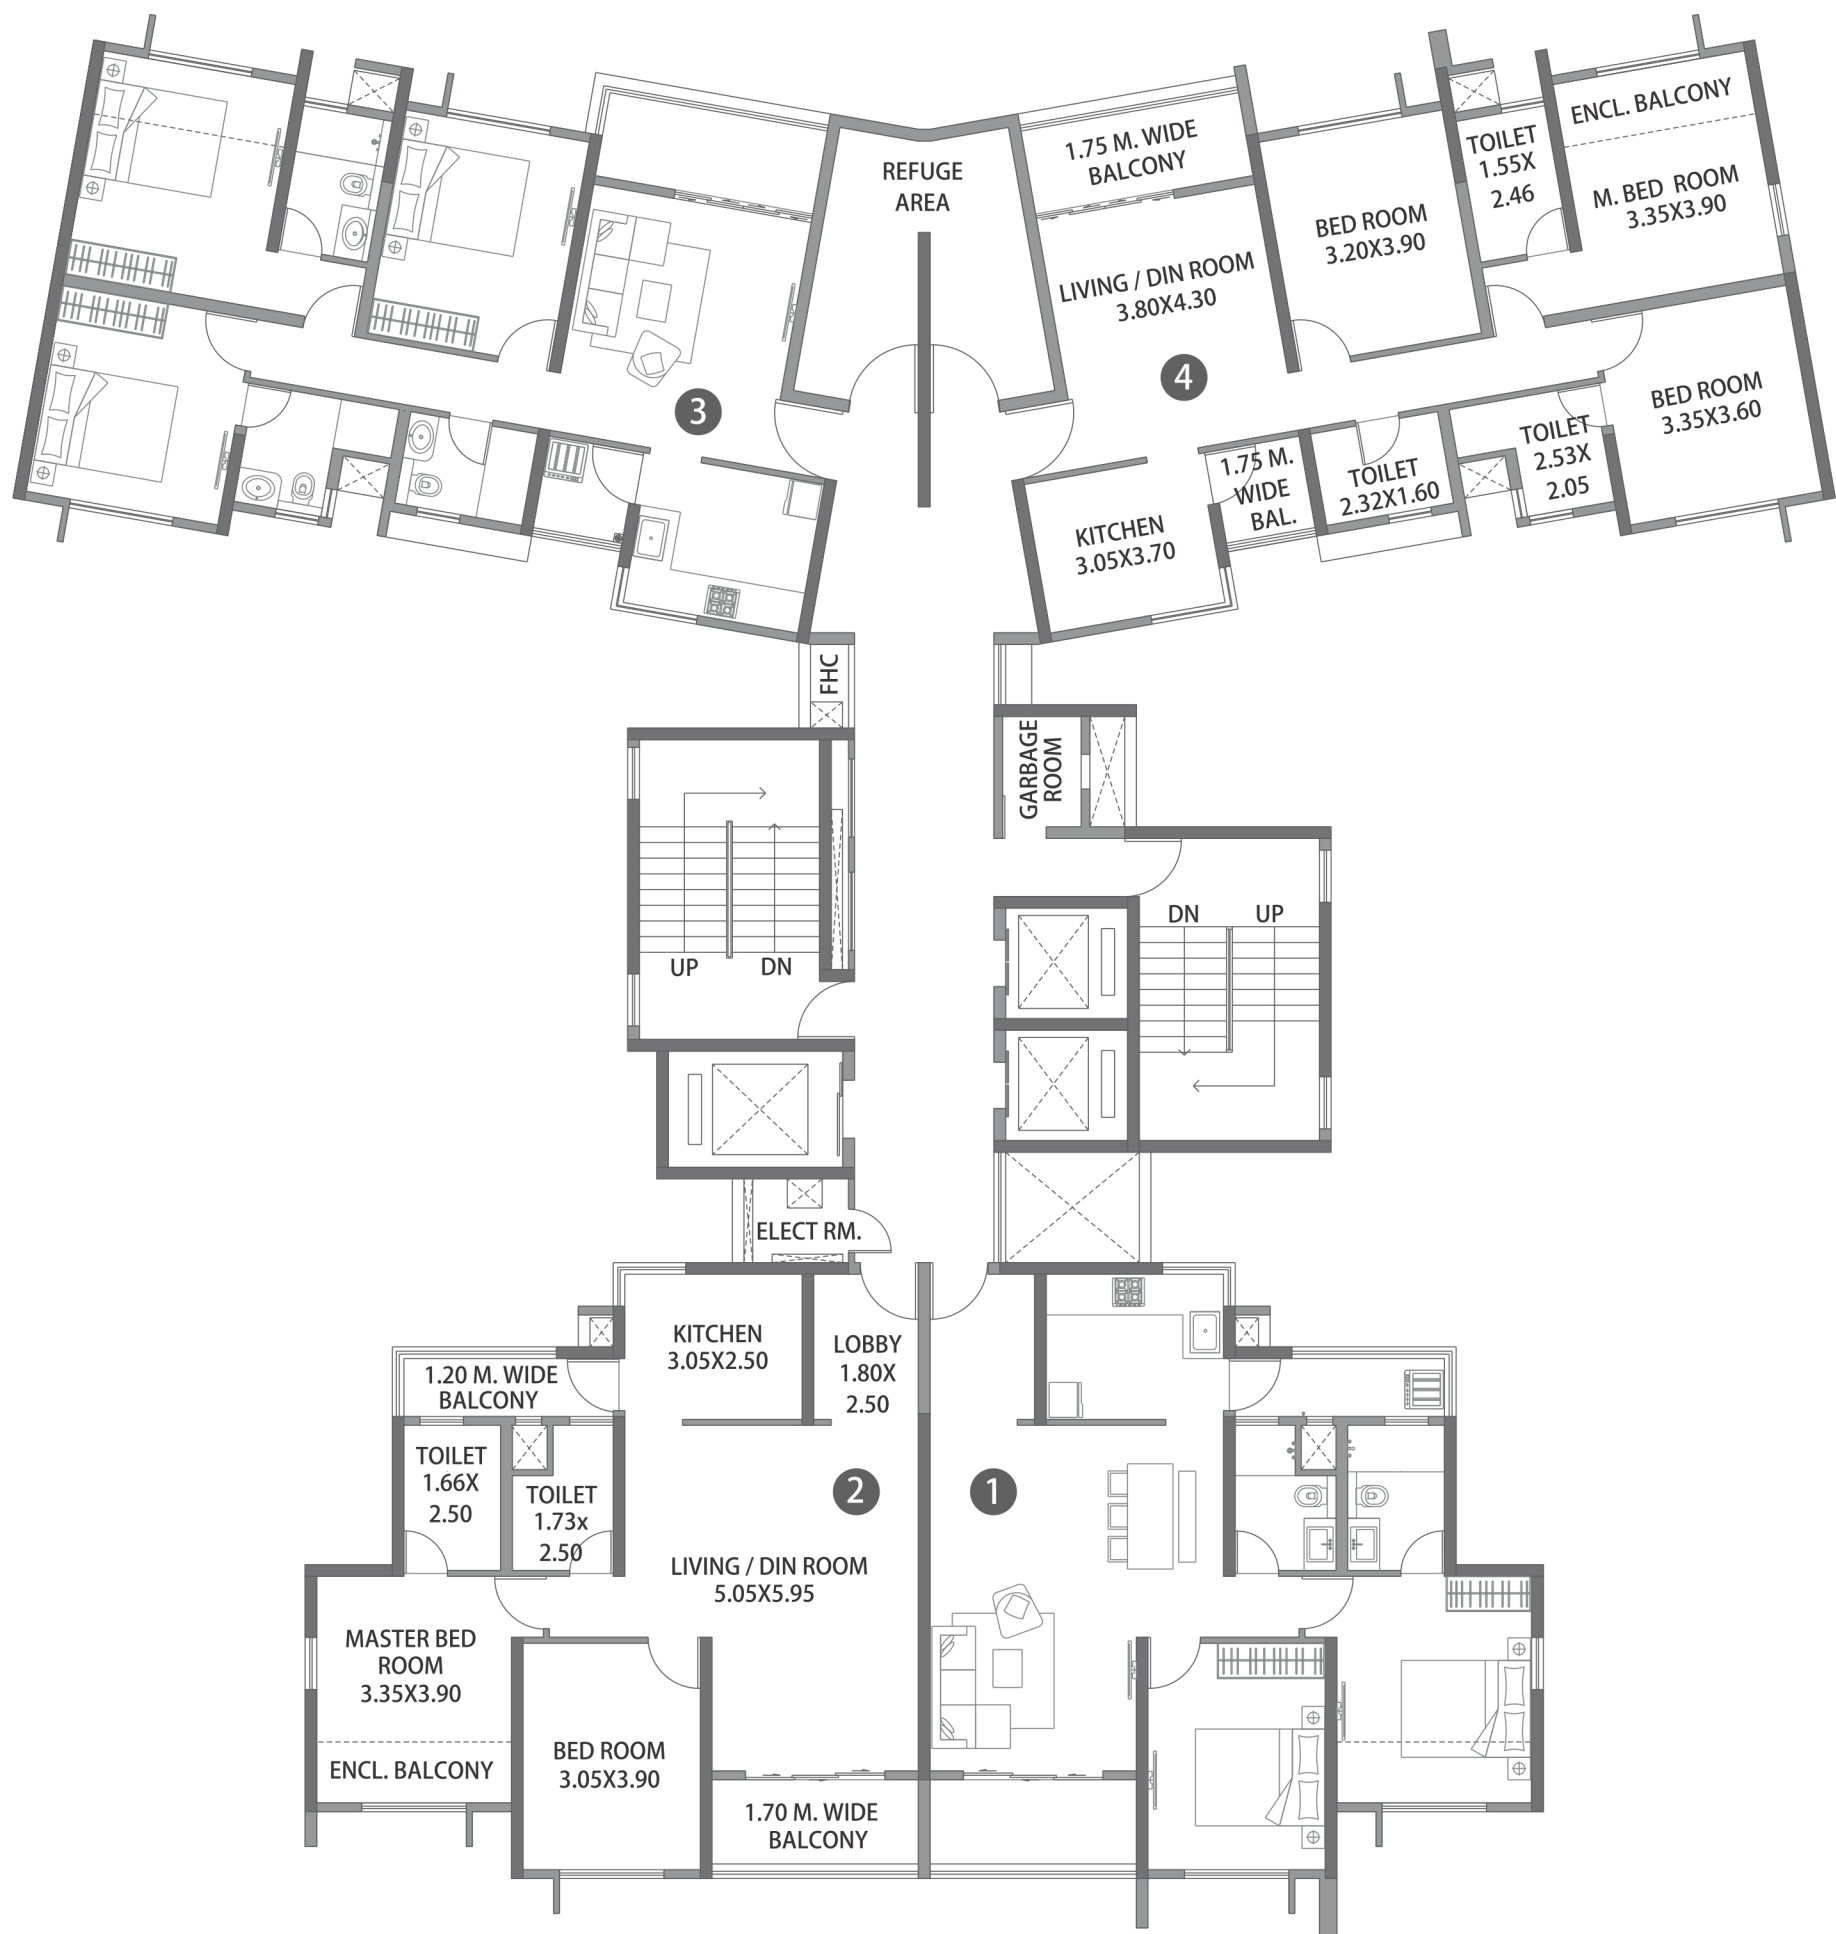 REFUGE
AREA
1.75 M. WIDE
BALCONY
ENCL. BALCONY
TOILET
1.55X
2.46
M. BED ROOM
3.35X3.90
BED ROOM
3.20X3.90
LIVING / DIN ROOM
3.80X4.30
4
3
BED ROOM
3.35X3.60
TOILET
2.53X
2.05
TOILET
2.32X1.60
1.75 M.
WIDE
BAL.
KITCHEN
3.05X3.70
FHC
GARBAGE
ROOM
UP
DN
DN
UP
ELECT RM.
KITCHEN
3.05X2.50
LOBBY
1.80X
2.50
1.20 M. WIDE
BALCONY
TOILET
1.66X
2.50
TOILET
1.73x
2.50
2
1
LIVING / DIN ROOM
5.05X5.95
MASTER BED
ROOM
3.35X3.90
ENCL. BALCONY
BED ROOM
3.05X3.90
1.70 M. WIDE
BALCONY